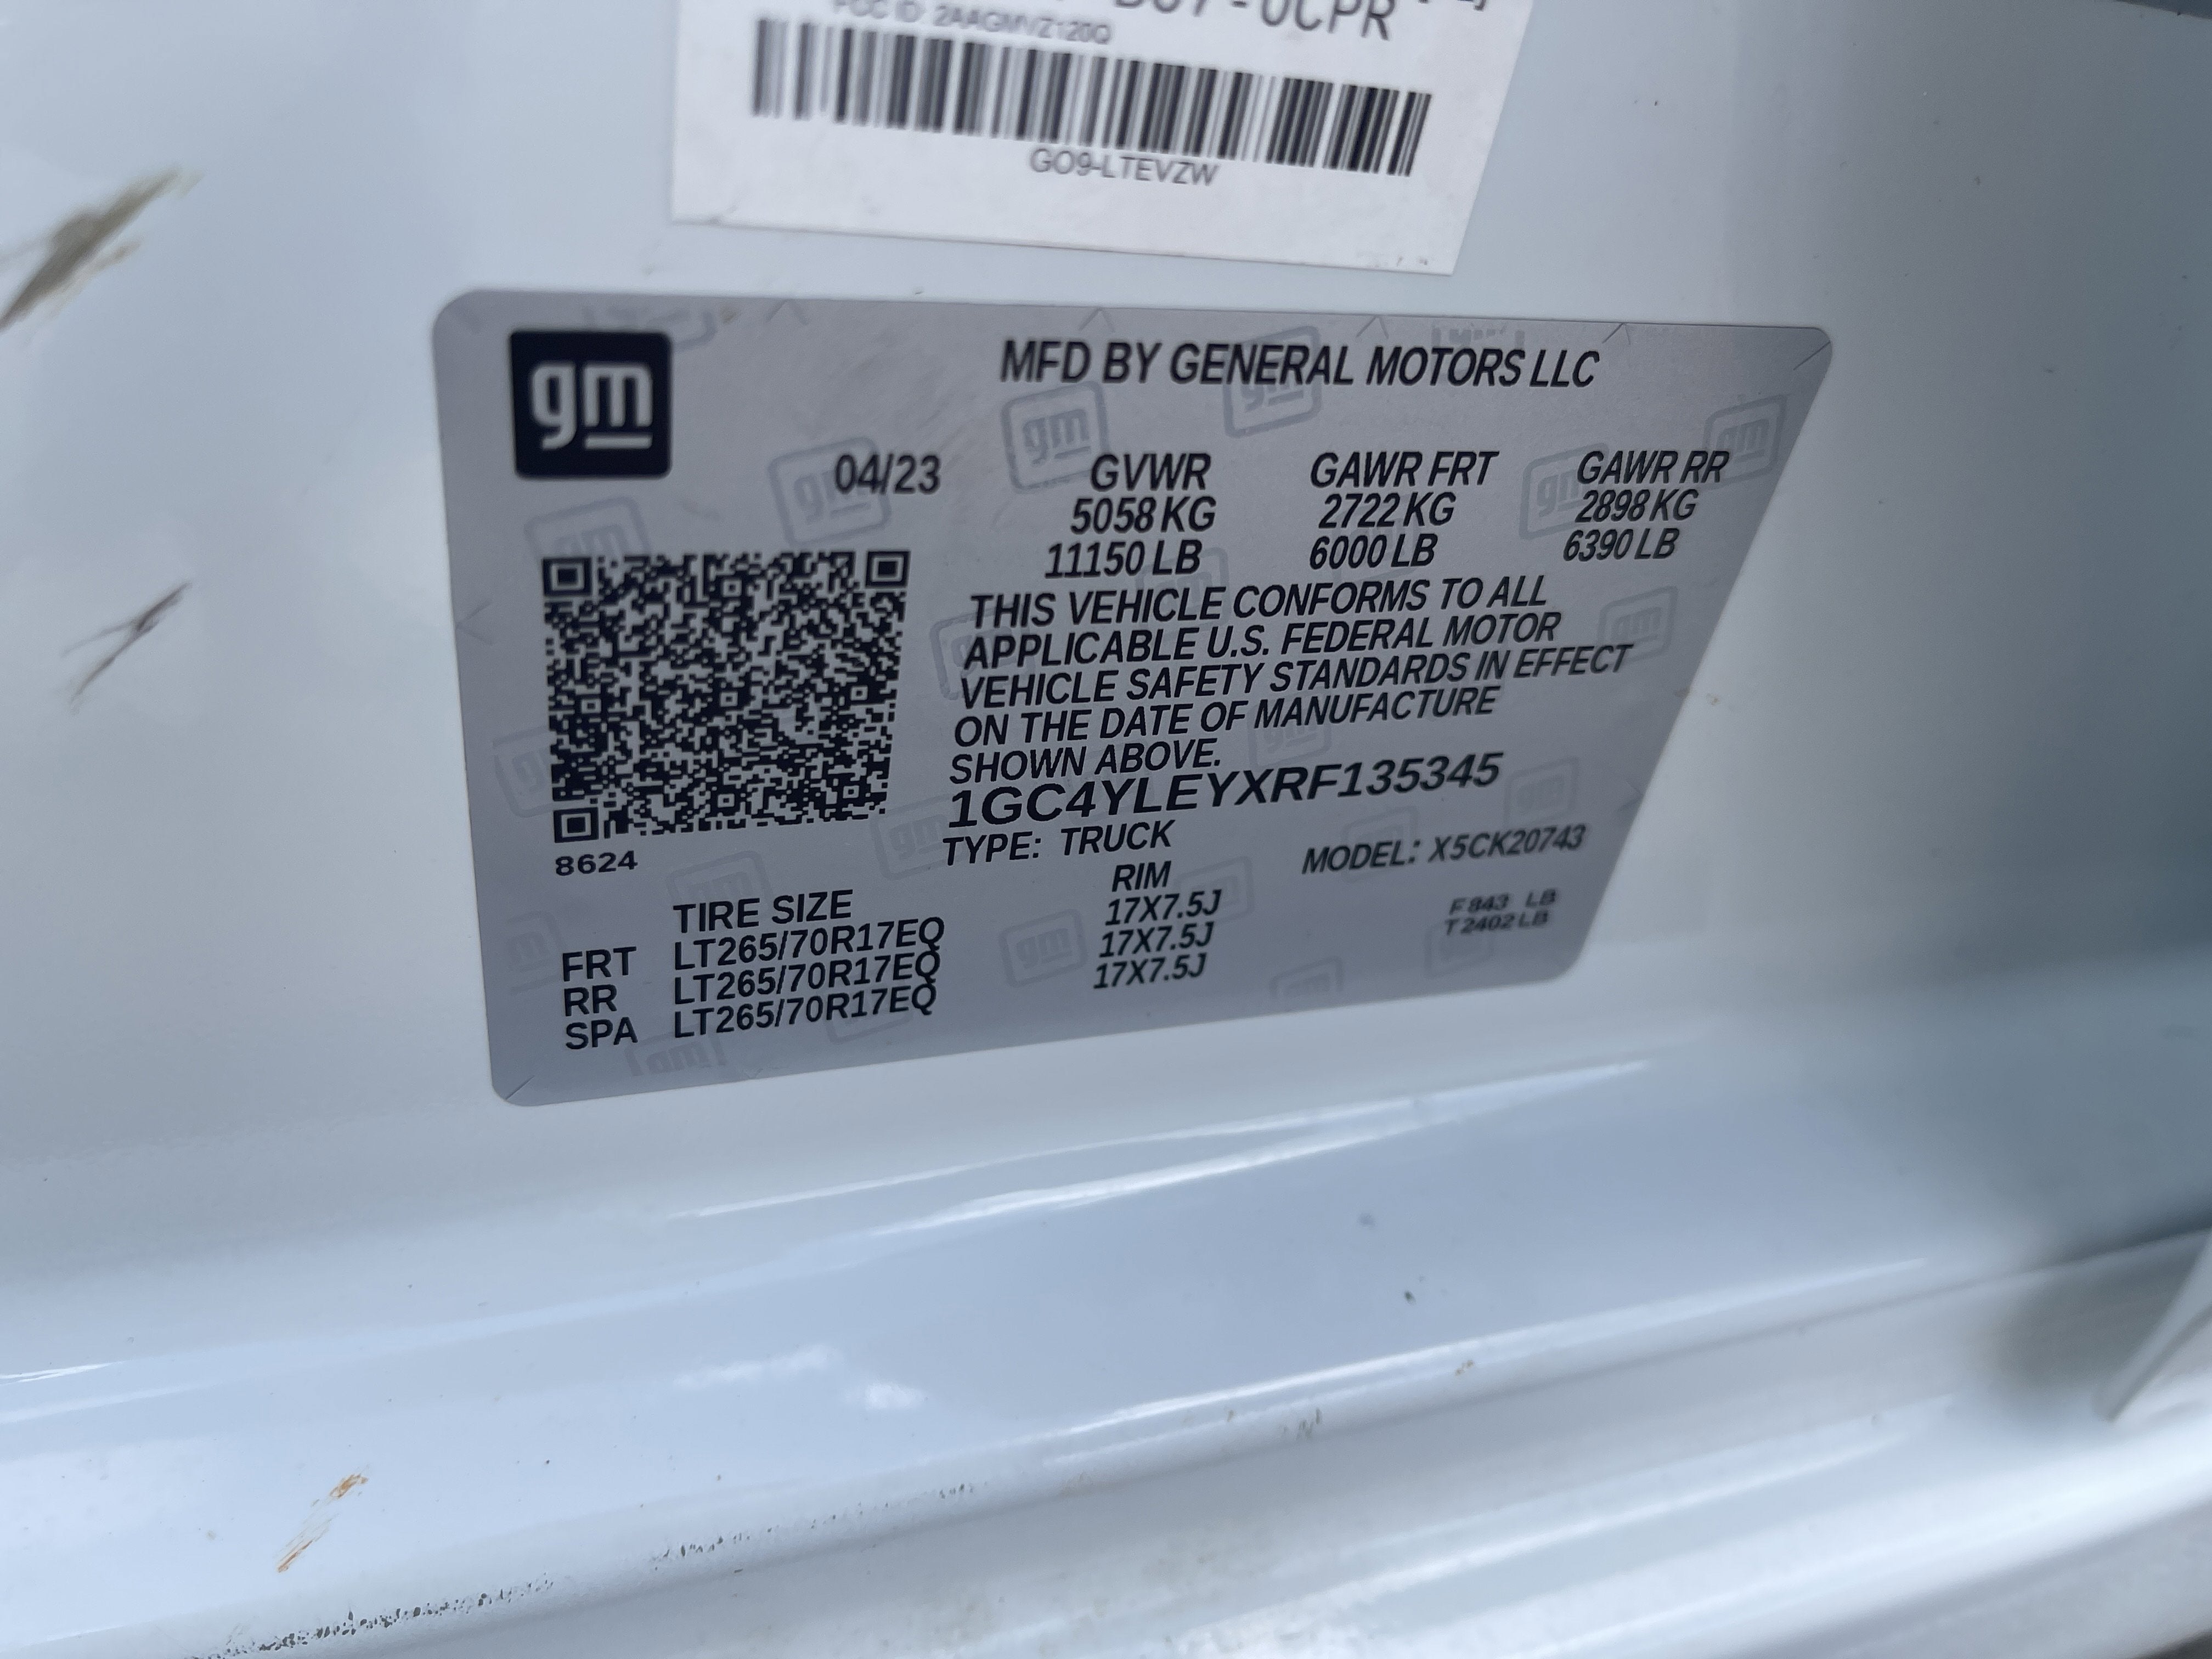 0CPR
FCC ID: 2AAGMVZ120Q
GO9-LTEVZW
gm
MFD BY GENERAL MOTORS LLC
04/23 GVWR GAWR FRT GAWR RR
5058 KG 2722 KG 2898 KG
11150 LB 6000 LB 6390 LB
THIS VEHICLE CONFORMS TO ALL
APPLICABLE U.S. FEDERAL MOTOR
VEHICLE SAFETY STANDARDS IN EFFECT
ON THE DATE OF MANUFACTURE
SHOWN ABOVE.
1GC4YLEYXRF135345
8624
TYPE: TRUCK MODEL: X5CK20743
TIRE SIZE RIM
FRT LT265/70R17EQ 17X7.5J
RR LT265/70R17EQ 17X7.5J
SPA LT265/70R17EQ 17X7.5J
F 843 LB
T 2402 LB